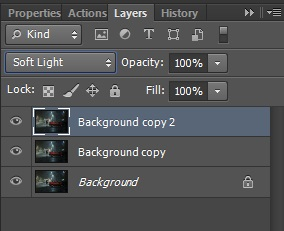 Properties Actions Layers History
Kind
Soft Light Opacity: 100%
Lock: Fill: 100%
Background copy 2
Background copy
Background